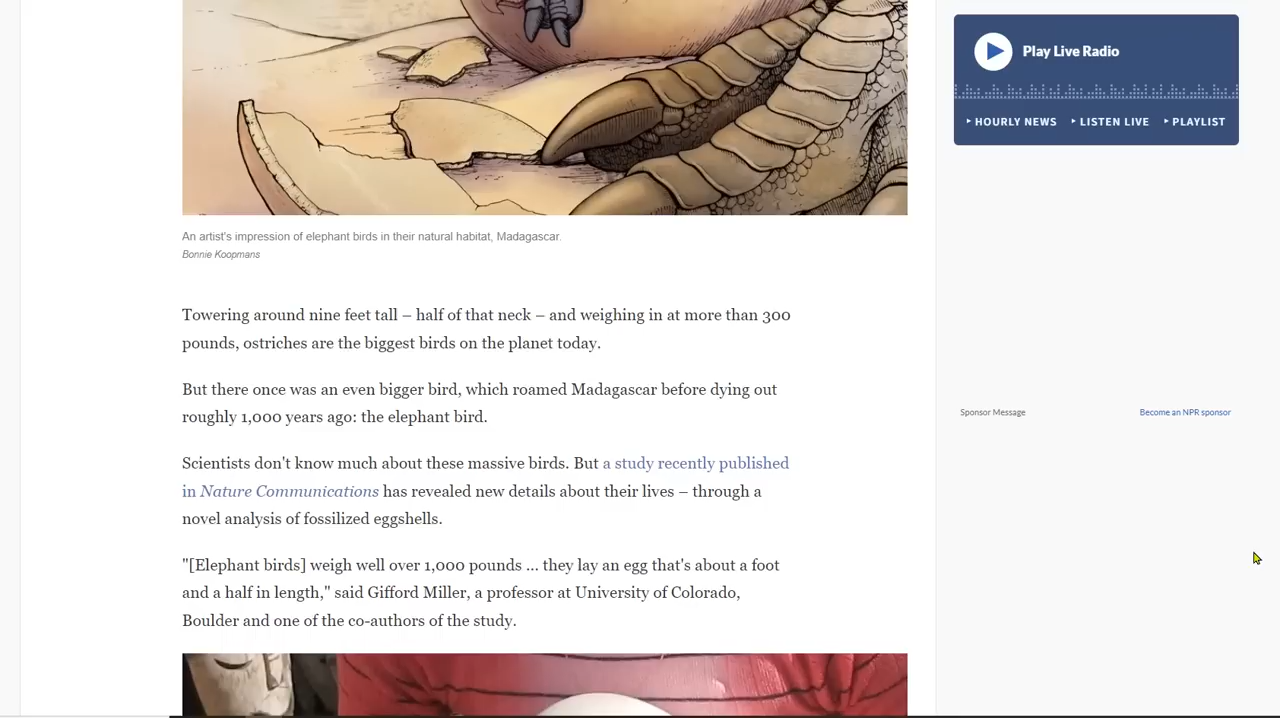 Play Live Radio
HOURLY NEWS LISTEN LIVE PLAYLIST
An artist's impression of elephant birds in their natural habitat, Madagascar.
Bonnie Koopmans
Towering around nine feet tall – half of that neck – and weighing in at more than 300
pounds, ostriches are the biggest birds on the planet today.
But there once was an even bigger bird, which roamed Madagascar before dying out
roughly 1,000 years ago: the elephant bird.
Sponsor Message
Become an NPR sponsor
Scientists don't know much about these massive birds. But a study recently published
in Nature Communications has revealed new details about their lives – through a
novel analysis of fossilized eggshells.
"[Elephant birds] weigh well over 1,000 pounds ... they lay an egg that's about a foot
and a half in length," said Gifford Miller, a professor at University of Colorado,
Boulder and one of the co-authors of the study.